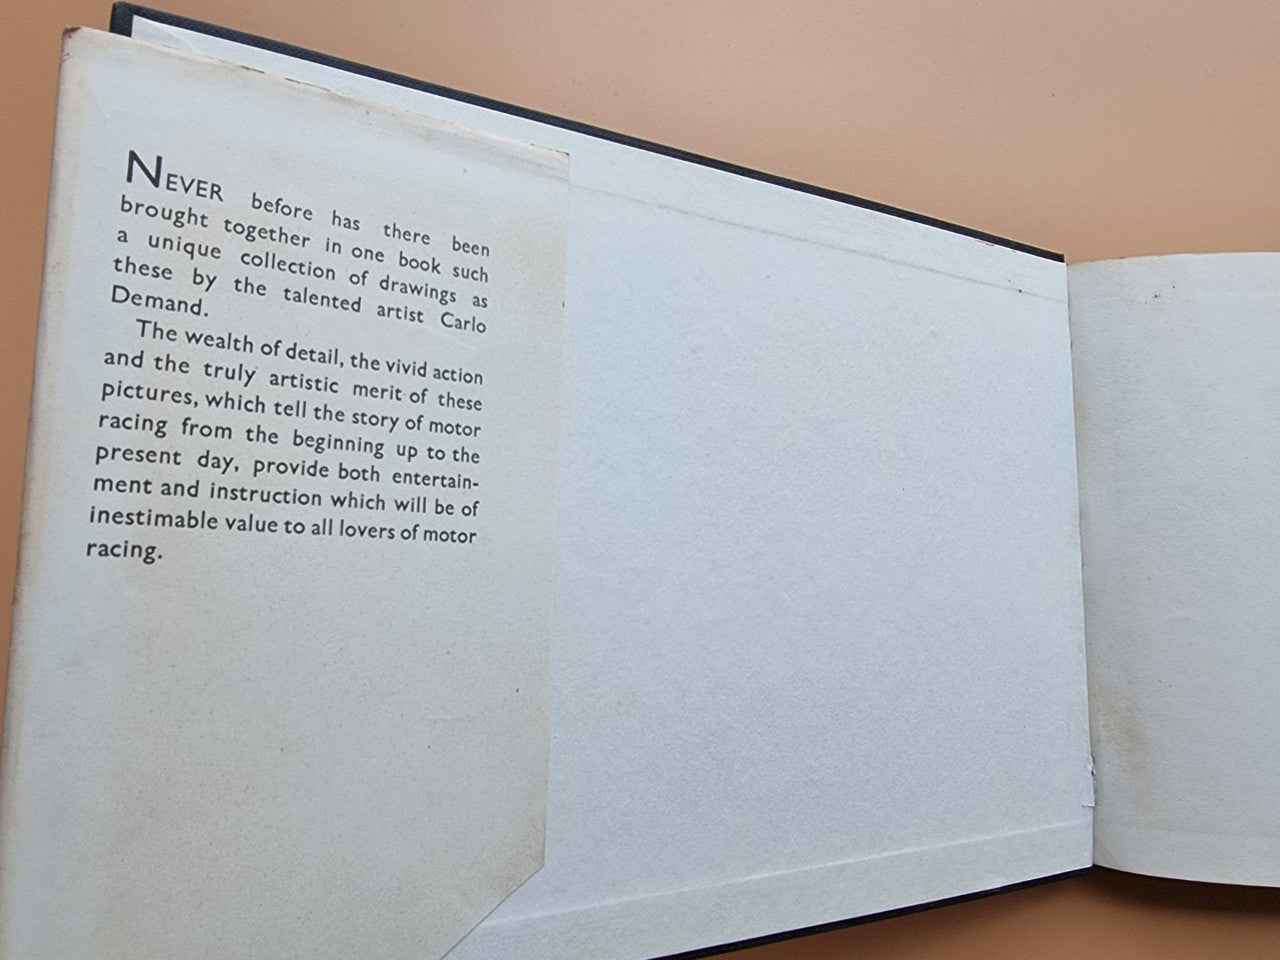 NEVER before has there been
brought together in one book such
a unique collection of drawings as
these by the talented artist Carlo
Demand.
The wealth of detail, the vivid action
and the truly artistic merit of these
pictures, which tell the story of motor
racing from the beginning up to the
present day, provide both entertain-
ment and instruction which will be of
inestimable value to all lovers of motor
racing.